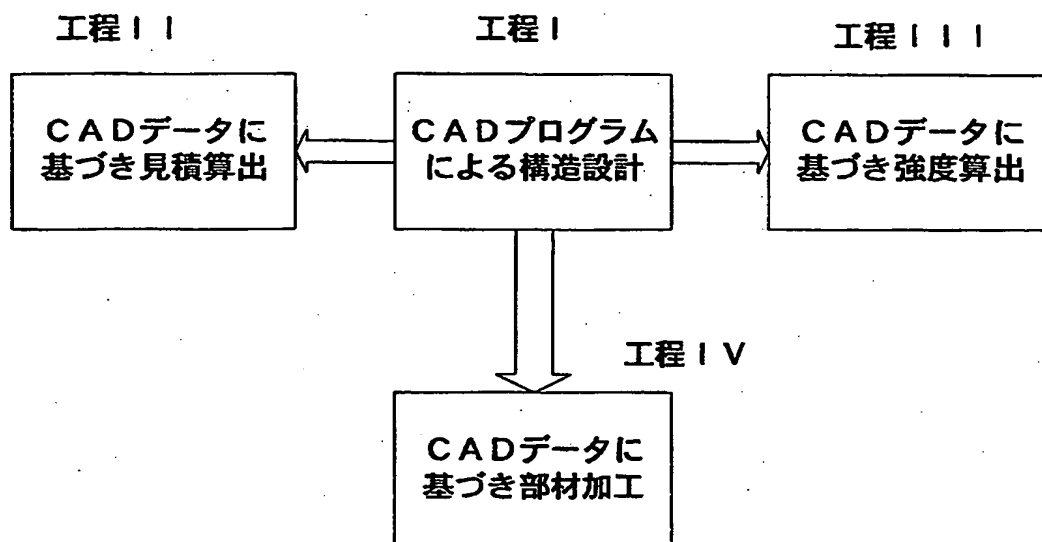 工程ＩＩ
工程Ｉ
工程ＩＩＩ
ＣＡＤデータに
基づき見積算出
ＣＡＤプログラム
による構造設計
ＣＡＤデータに
基づき強度算出
工程ＩＶ
ＣＡＤデータに
基づき部材加工